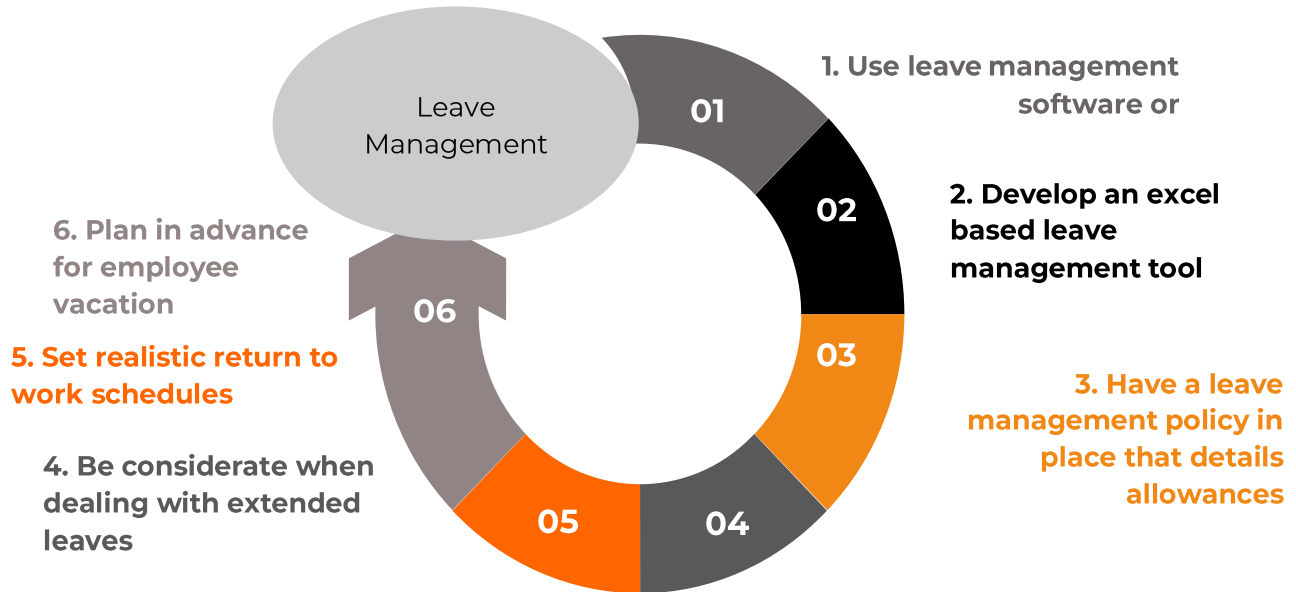 Leave
Management
01
1. Use leave management
software or
02
2. Develop an excel
based leave
management tool
03
3. Have a leave
management policy in
place that details
allowances
04
4. Be considerate when
dealing with extended
leaves
05
5. Set realistic return to
work schedules
06
6. Plan in advance
for employee
vacation